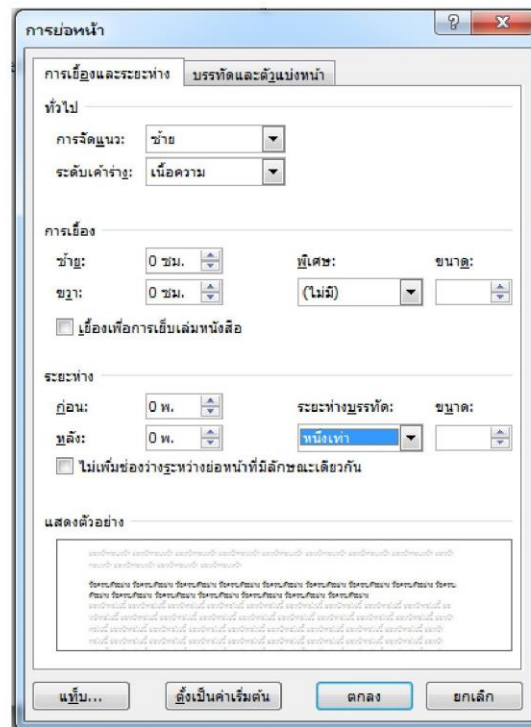 การย่อหน้า
การเยื้องและระยะห่าง บรรทัดและตัวแบ่งหน้า
ทั่วไป
การจัดแนว: ซ้าย
ระดับเค้าร่าง: เนื้อความ
การเยื้อง
ซ้าย: 0 ซม. พิเศษ: ขนาด:
ขวา: 0 ซม. (ไม่มี)
เยื้องเพื่อการเย็บเล่มหนังสือ
ระยะห่าง
ก่อน: 0 พ. ระยะห่างบรรทัด: ขนาด:
หลัง: 0 พ. หนึ่งเท่า
ไม่เพิ่มช่องว่างระหว่างย่อหน้าที่มีลักษณะเดียวกัน
แสดงตัวอย่าง
แท็บ... ตั้งเป็นค่าเริ่มต้น ตกลง ยกเลิก